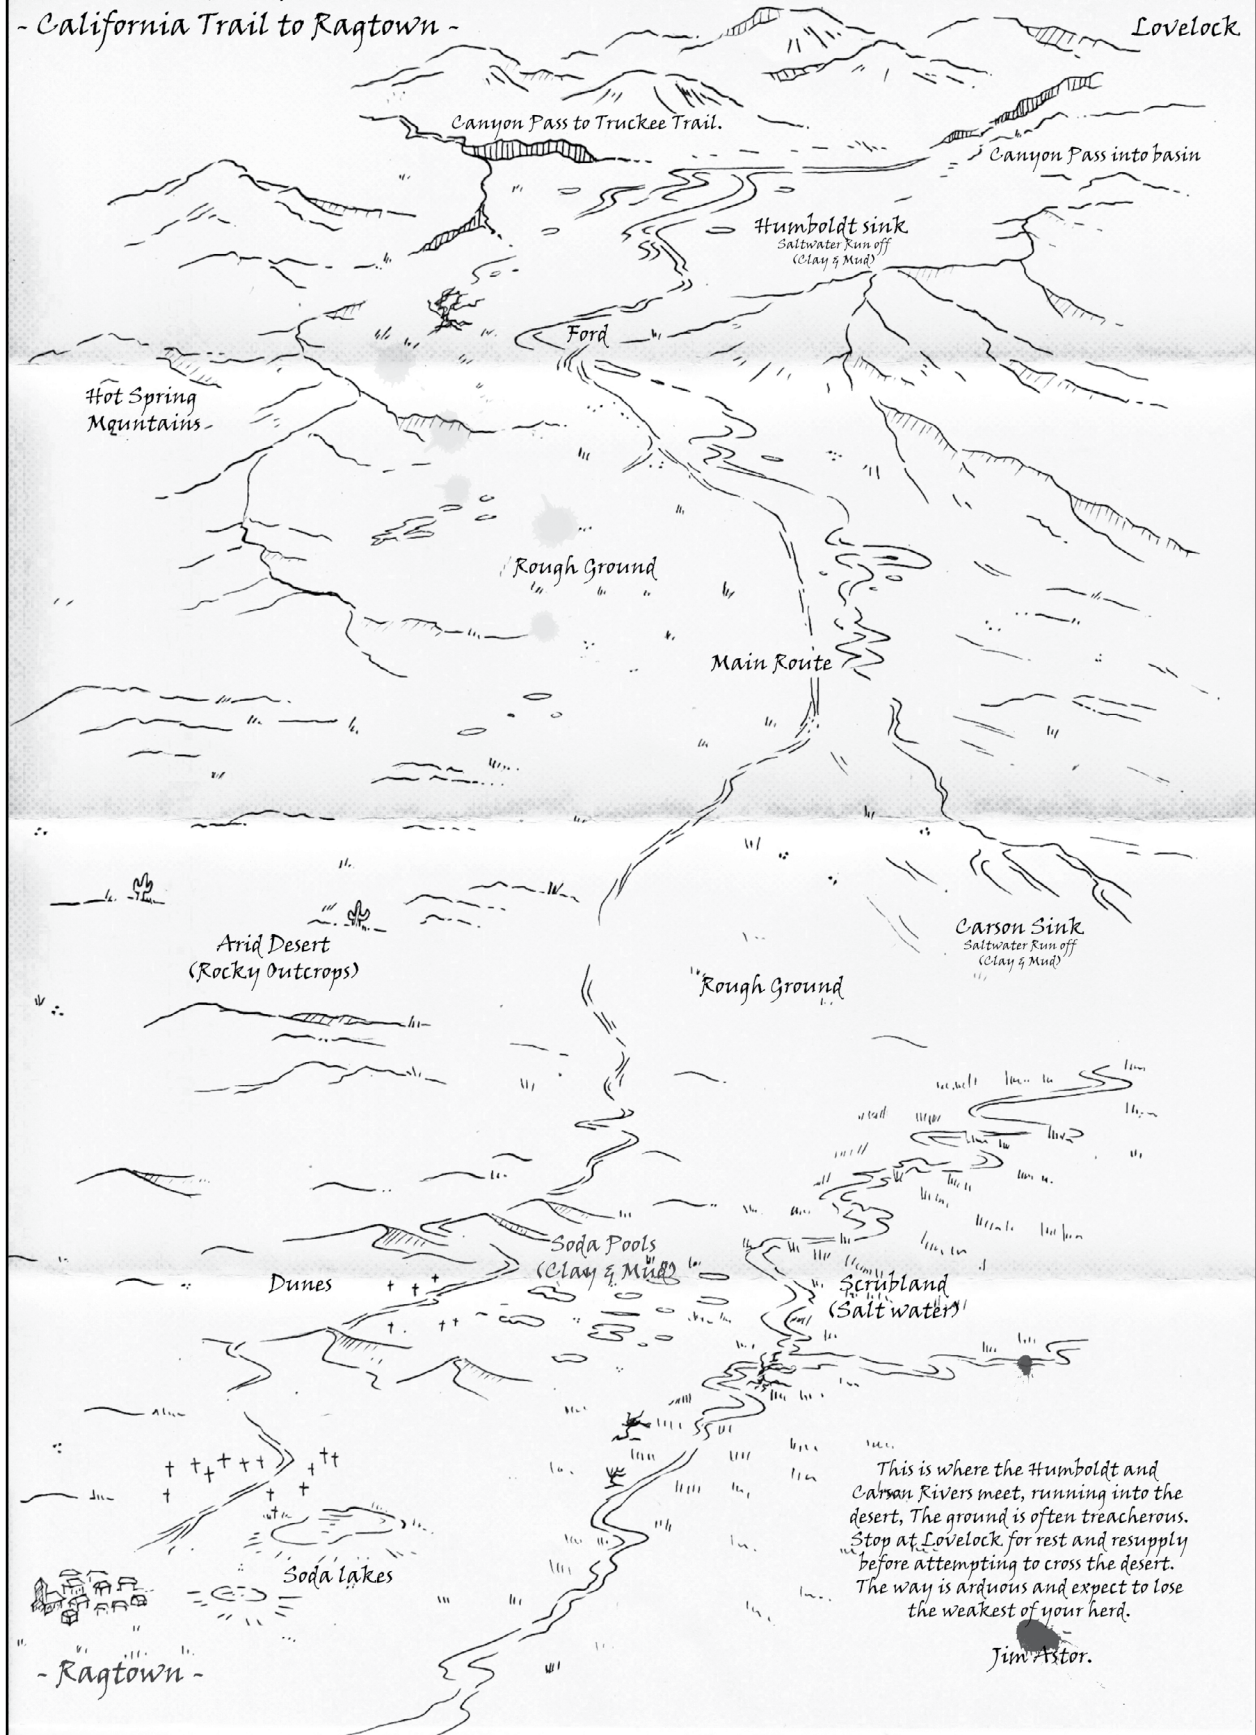 - California Trail to Ragtown -
Lovelock
Canyon Pass to Truckee Trail.
Canyon Pass into basin
Humboldt sink
Saltwater Run off
(Clay & Mud)
Ford
Hot Spring
Mountains
Rough Ground
Main Route
Arid Desert
(Rocky Outcrops)
Carson Sink
Saltwater Run off
(Clay & Mud)
Rough Ground
Soda Pools
(Clay & Mud)
Dunes
Scrubland
(Salt water)
This is where the Humboldt and
Carson Rivers meet, running into the
desert, The ground is often treacherous.
Stop at Lovelock for rest and resupply
before attempting to cross the desert.
The way is arduous and expect to lose
the weakest of your herd.
Jim Astor.
Soda lakes
- Ragtown -